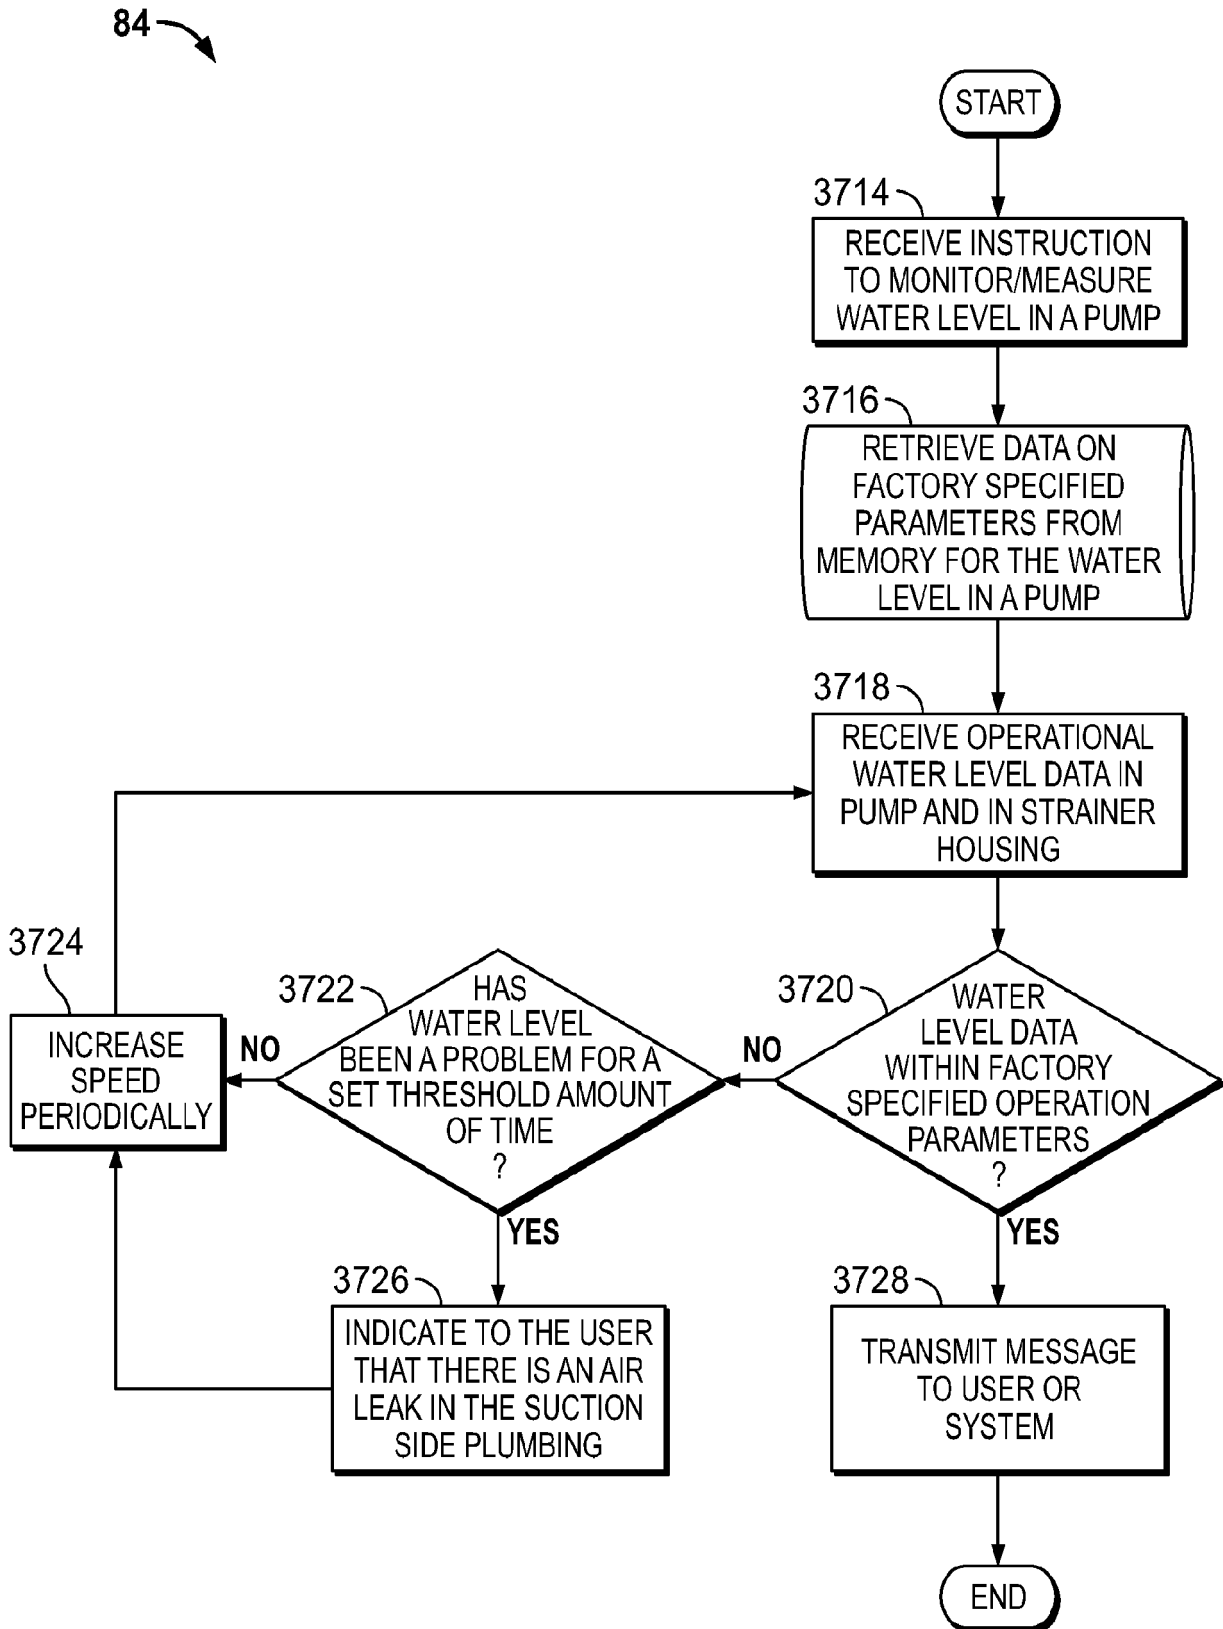 84
START
3714
RECEIVE INSTRUCTION
TO MONITOR/MEASURE
WATER LEVEL IN A PUMP
3716
RETRIEVE DATA ON
FACTORY SPECIFIED
PARAMETERS FROM
MEMORY FOR THE WATER
LEVEL IN A PUMP
3718
RECEIVE OPERATIONAL
WATER LEVEL DATA IN
PUMP AND IN STRAINER
HOUSING
3720
WATER
LEVEL DATA
WITHIN FACTORY
SPECIFIED OPERATION
PARAMETERS
?
NO
YES
3722
HAS
WATER LEVEL
BEEN A PROBLEM FOR A
SET THRESHOLD AMOUNT
OF TIME
?
NO
YES
3724
INCREASE
SPEED
PERIODICALLY
3726
INDICATE TO THE USER
THAT THERE IS AN AIR
LEAK IN THE SUCTION
SIDE PLUMBING
3728
TRANSMIT MESSAGE
TO USER OR
SYSTEM
END